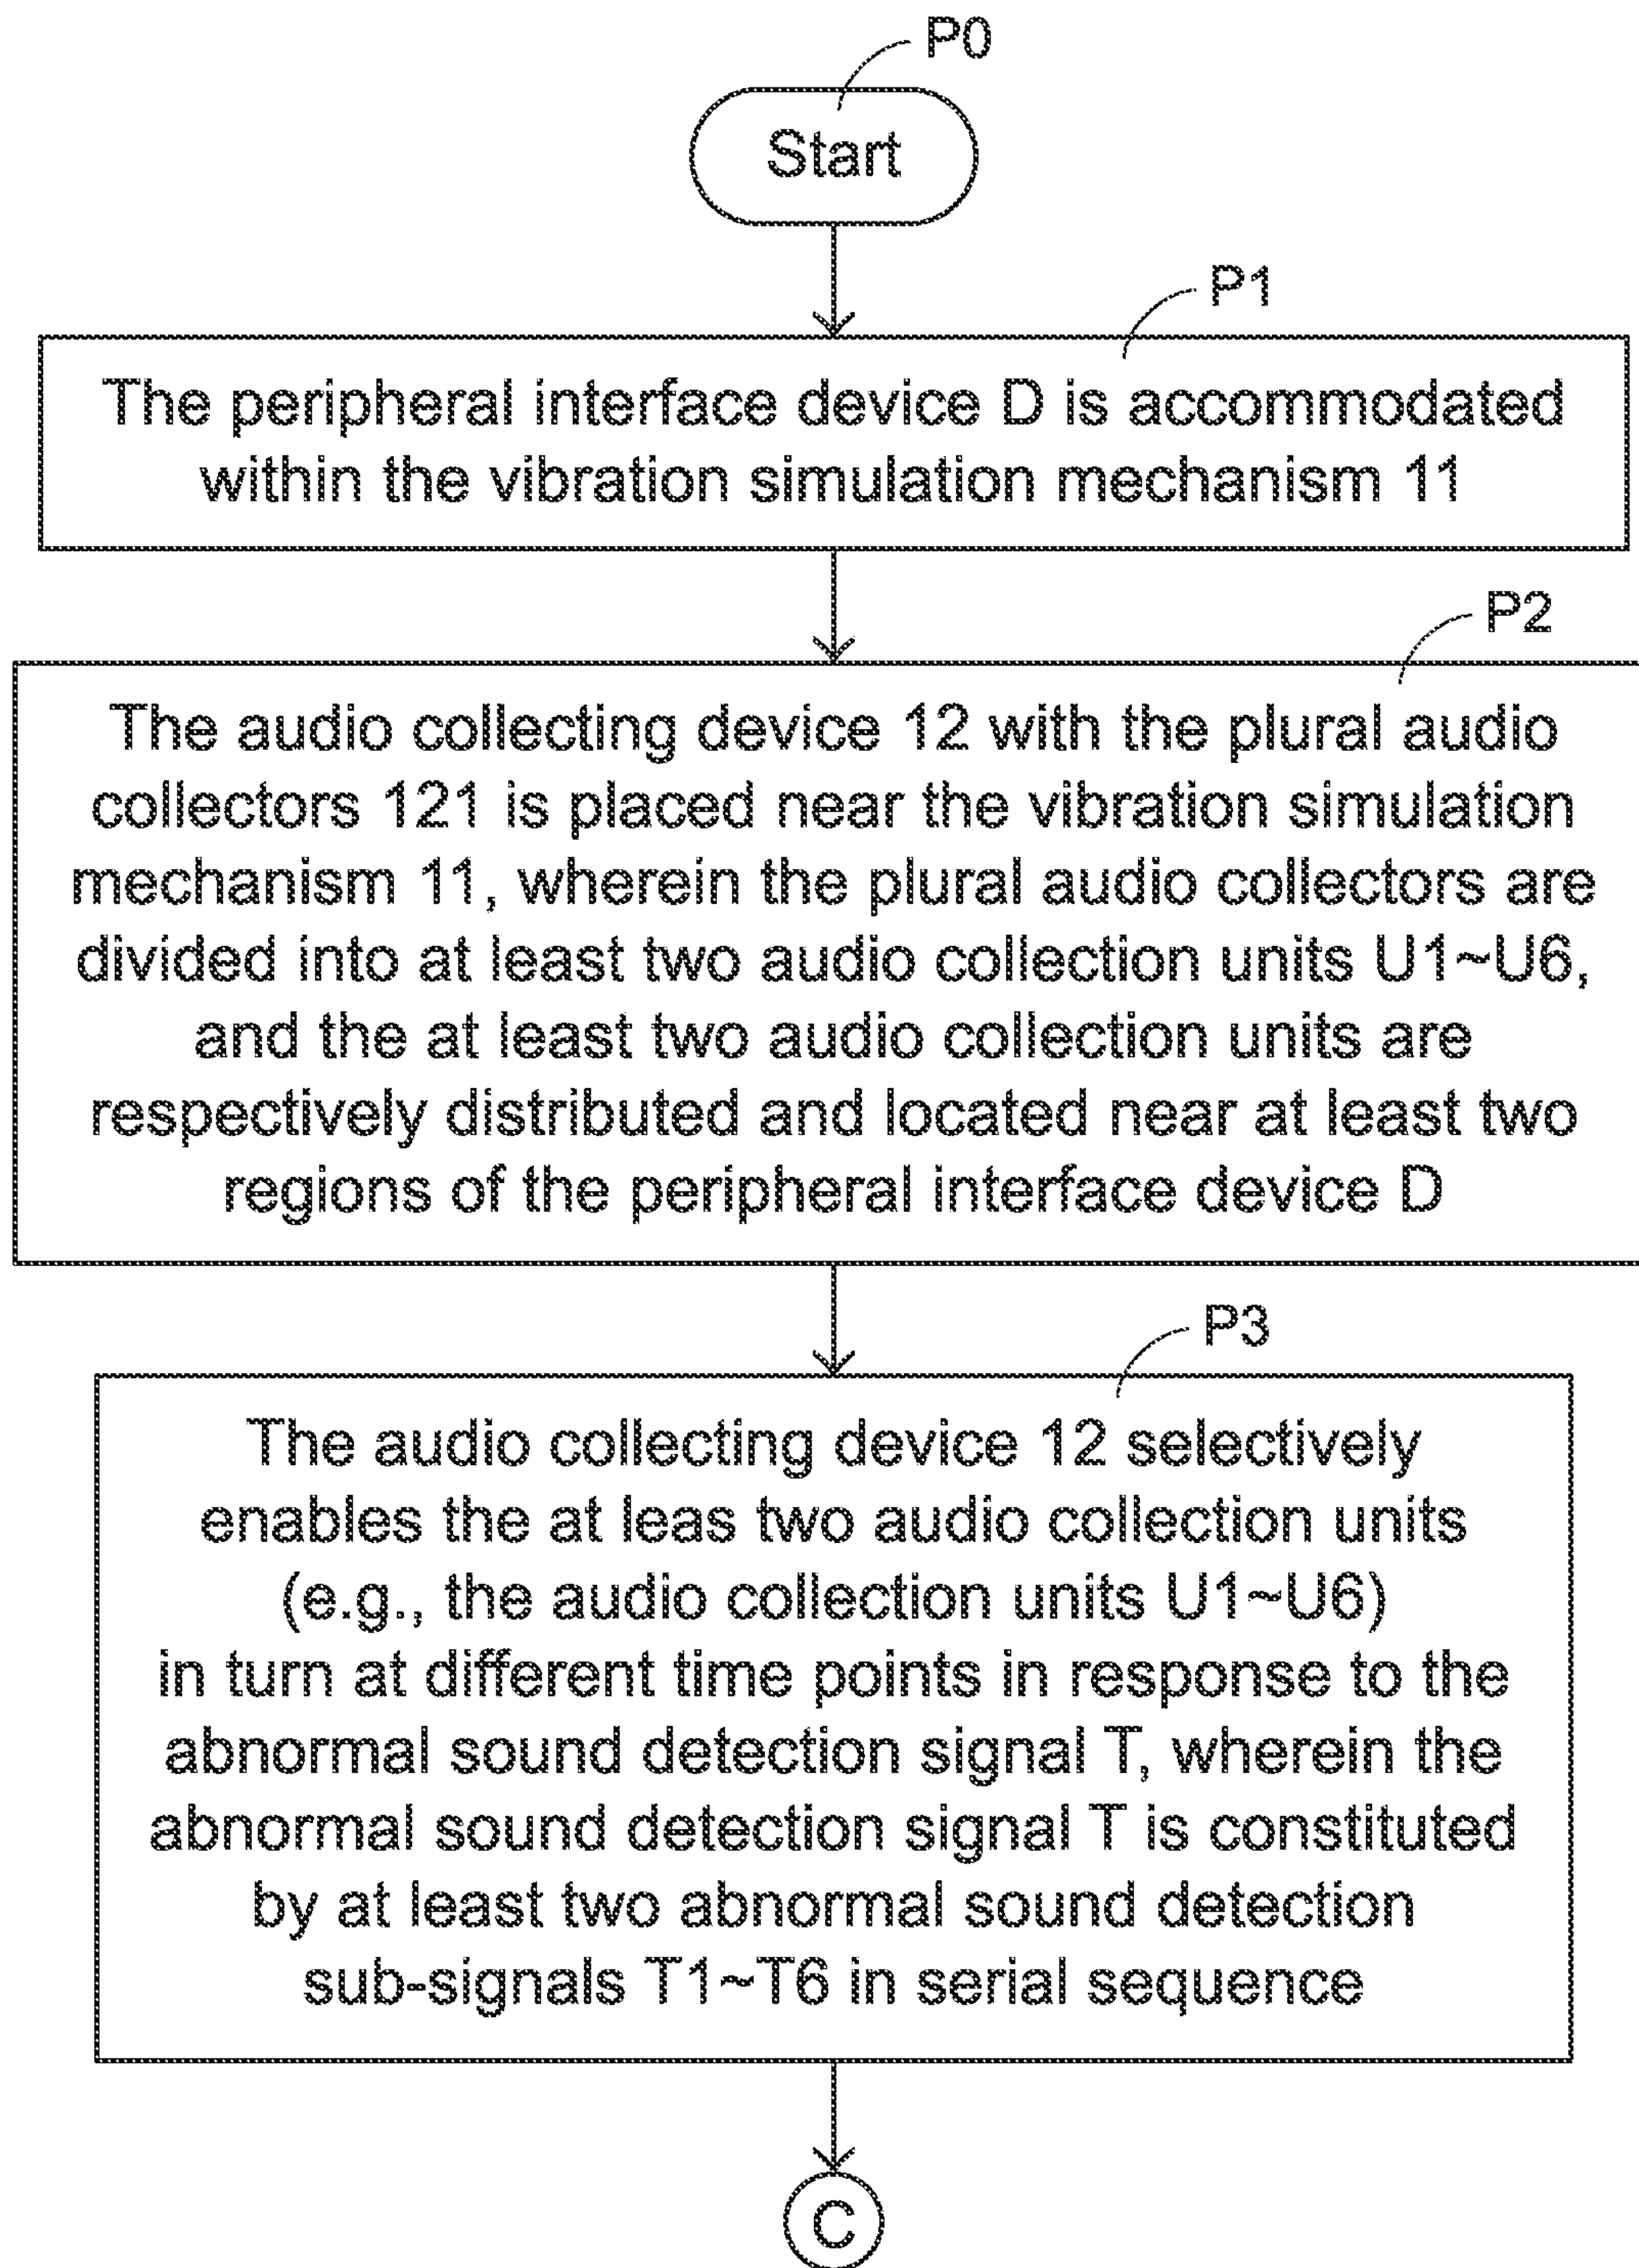 P0
Start
P1
The peripheral interface device D is accommodated
within the vibration simulation mechanism 11
P2
The audio collecting device 12 with the plural audio
collectors 121 is placed near the vibration simulation
mechanism 11, wherein the plural audio collectors are
divided into at least two audio collection units U1~U6,
and the at least two audio collection units are
respectively distributed and located near at least two
regions of the peripheral interface device D
P3
The audio collecting device 12 selectively
enables the at leas two audio collection units
(e.g., the audio collection units U1~U6)
in turn at different time points in response to the
abnormal sound detection signal T, wherein the
abnormal sound detection signal T is constituted
by at least two abnormal sound detection
sub-signals T1~T6 in serial sequence
C